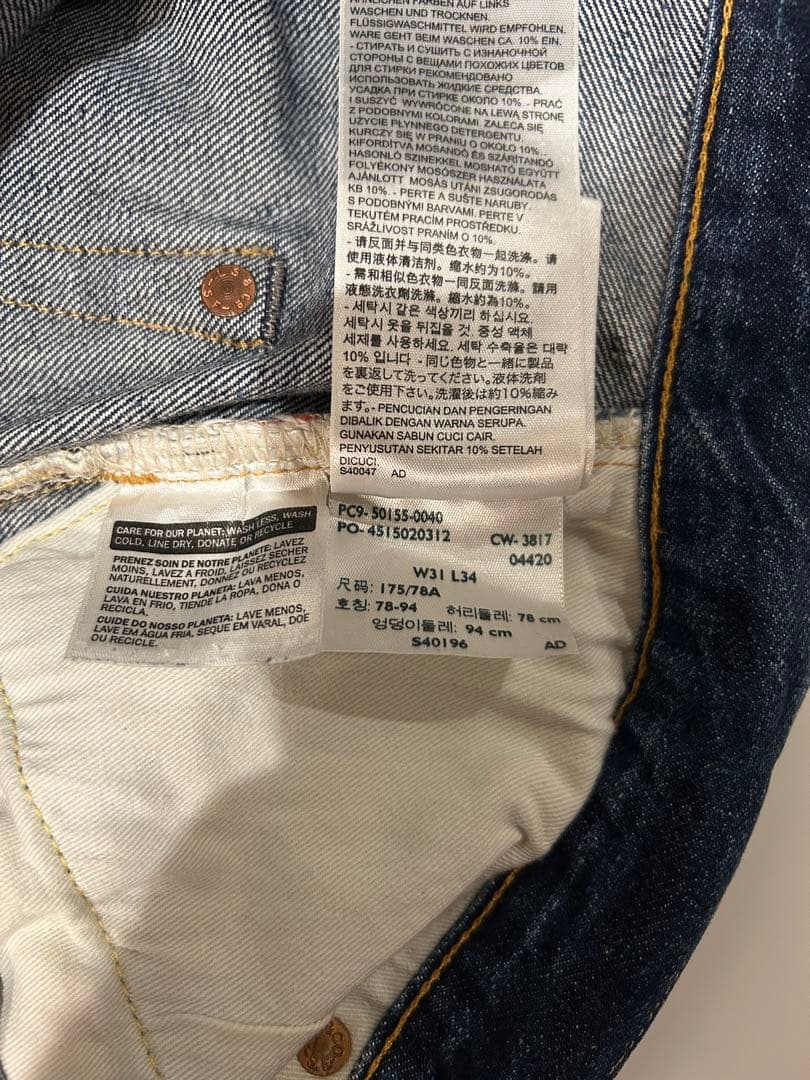 ÄHNLICHEN FARBEN AUF LINKS
WASCHEN UND TROCKNEN.
FLÜSSIGWASCHMITTEL WIRD EMPFOHLEN.
WARE GEHT BEIM WASCHEN CA. 10% EIN.
- СТИРАТЬ И СУШИТЬ С ИЗНАНОЧНОЙ
СТОРОНЫ С ВЕЩАМИ ПОХОЖИХ ЦВЕТОВ.
ДЛЯ СТИРКИ РЕКОМЕНДОВАНО
ИСПОЛЬЗОВАТЬ ЖИДКИЕ СРЕДСТВА.
УСАДКА ПРИ СТИРКЕ ОКОЛО 10%. - PRAĆ
I SUSZYĆ WYWRÓCONE NA LEWĄ STRONĘ
Z PODOBNYMI KOLORAMI. ZALECA SIĘ
UŻYCIE PŁYNNEGO DETERGENTU.
KURCZY SIĘ W PRANIU O OKOŁO 10%. -
KIFORDÍTVA MOSANDÓ ÉS SZÁRÍTANDÓ
HASONLÓ SZINEKKEL MOSHATÓ EGYÜTT
FOLYÉKONY MOSÓSZER HASZNÁLATA
AJÁNLOTT MOSÁS UTÁNI ZSUGORODÁS
KB 10%. - PERTE A SUŠTE NARUBY.
S PODOBNÝMI BARVAMI. PERTE V
TEKUTÉM PRACÍM PROSTŘEDKU.
SRÁŽLIVOST PRANÍM O 10%.
- 请反面并与同类色衣物一起洗涤。请
使用液体清洁剂。缩水约为10%。
- 需和相似色衣物一同反面洗滌。請用
液態洗衣劑洗滌。縮水約為10%。
- 세탁시 같은 색상끼리 하십시요.
세탁시 옷을 뒤집을 것. 중성 액체
세제를 사용하세요. 세탁 수축율은 대략
10% 입니다 - 同じ色物と一緒に製品
を裏返して洗ってください。液体洗剤
をご使用下さい。洗濯後は約10%縮み
ます。- PENCUCIAN DAN PENGERINGAN
DIBALIK DENGAN WARNA SERUPA.
GUNAKAN SABUN CUCI CAIR.
PENYUSUTAN SEKITAR 10% SETELAH
DICUCI.
S40047 AD
CARE FOR OUR PLANET: WASH LESS, WASH
COLD, LINE DRY, DONATE OR RECYCLE
PRENEZ SOIN DE NOTRE PLANETE: LAVEZ
MOINS, LAVEZ A FROID, LAISSEZ SECHER
NATURELLEMENT, DONNEZ OU RECYCLEZ
CUIDA NUESTRO PLANETA: LAVA MENOS,
LAVA EN FRIO, TIENDE LA ROPA, DONA O
RECICLA.
CUIDE DO NOSSO PLANETA: LAVE MENOS,
LAVE EM ÁGUA FRIA, SEQUE EM VARAL, DOE
OU RECICLE.
PC9- 50155-0040
PO- 4515020312 CW- 3817
04420
W31 L34
尺码: 175/78A
호칭: 78-94 허리둘레: 78 cm
엉덩이둘레: 94 cm
S40196 AD